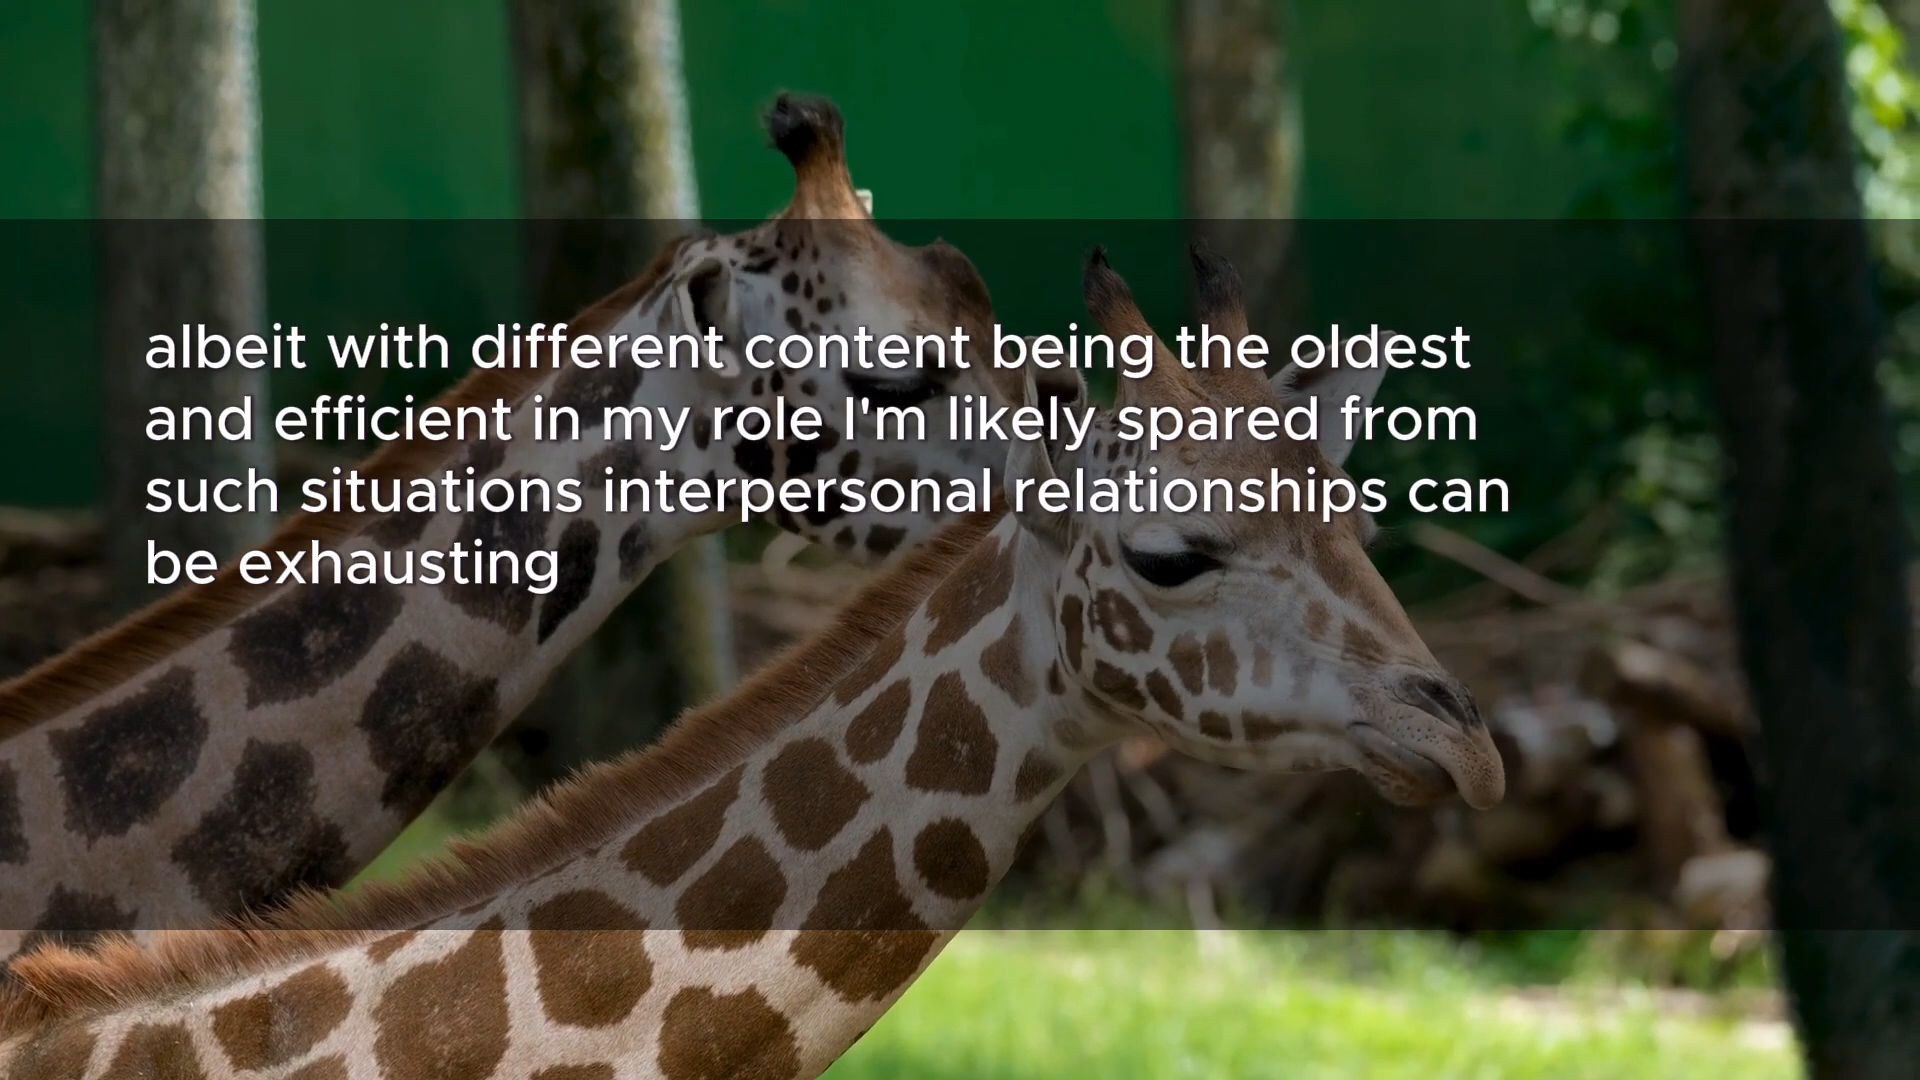 albeit with different content being the oldest
and efficient in my role I'm likely spared from
such situations interpersonal relationships can
be exhausting